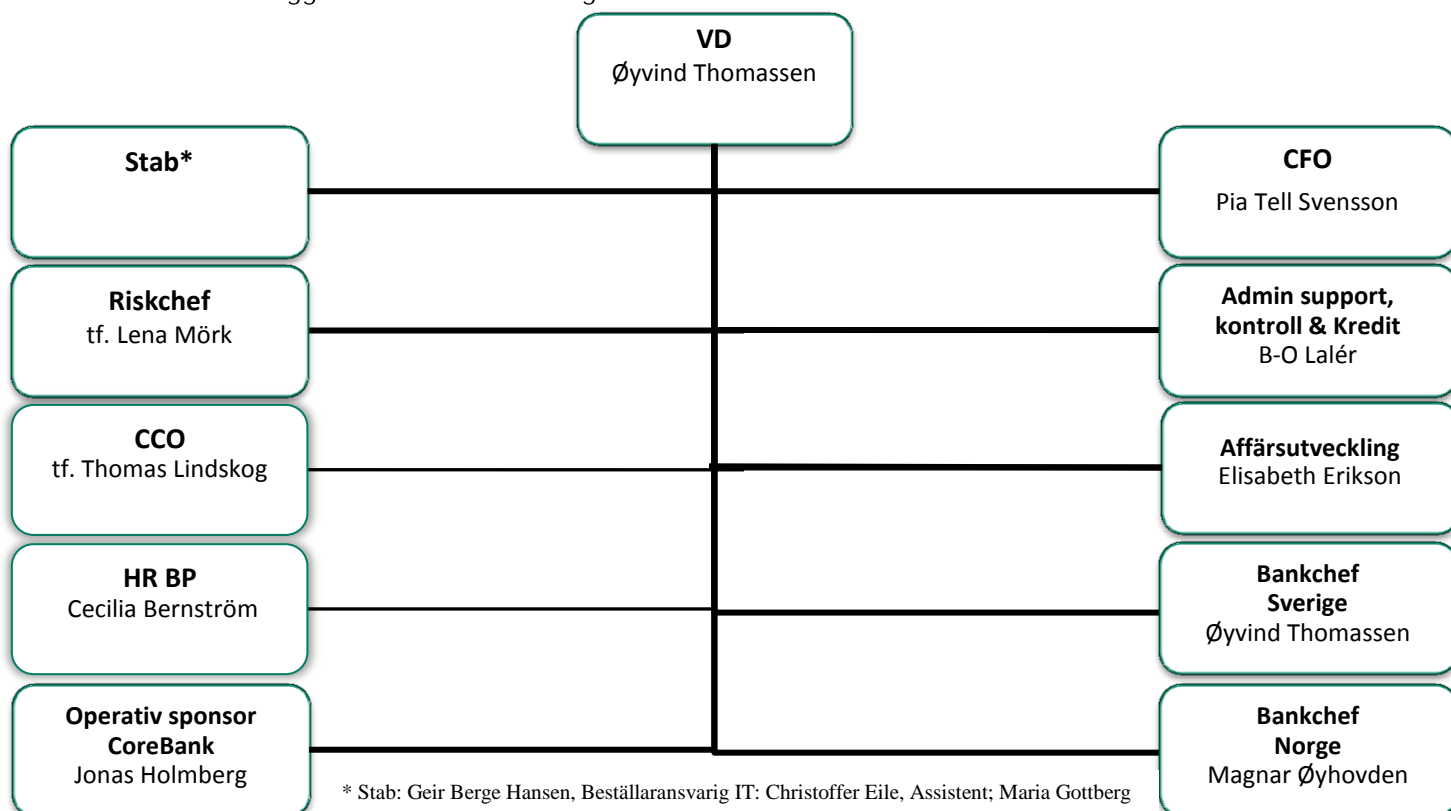 VD
Øyvind Thomassen
Stab*
CFO
Pia Tell Svensson
Riskchef
tf. Lena Mörk
Admin support,
kontroll & Kredit
B-O Lalér
CCO
tf. Thomas Lindskog
Affärsutveckling
Elisabeth Erikson
HR BP
Cecilia Bernström
Bankchef
Sverige
Øyvind Thomassen
Operativ sponsor
CoreBank
Jonas Holmberg
Bankchef
Norge
Magnar Øyhovden
* Stab: Geir Berge Hansen, Beställaransvarig IT: Christoffer Eile, Assistent; Maria Gottberg